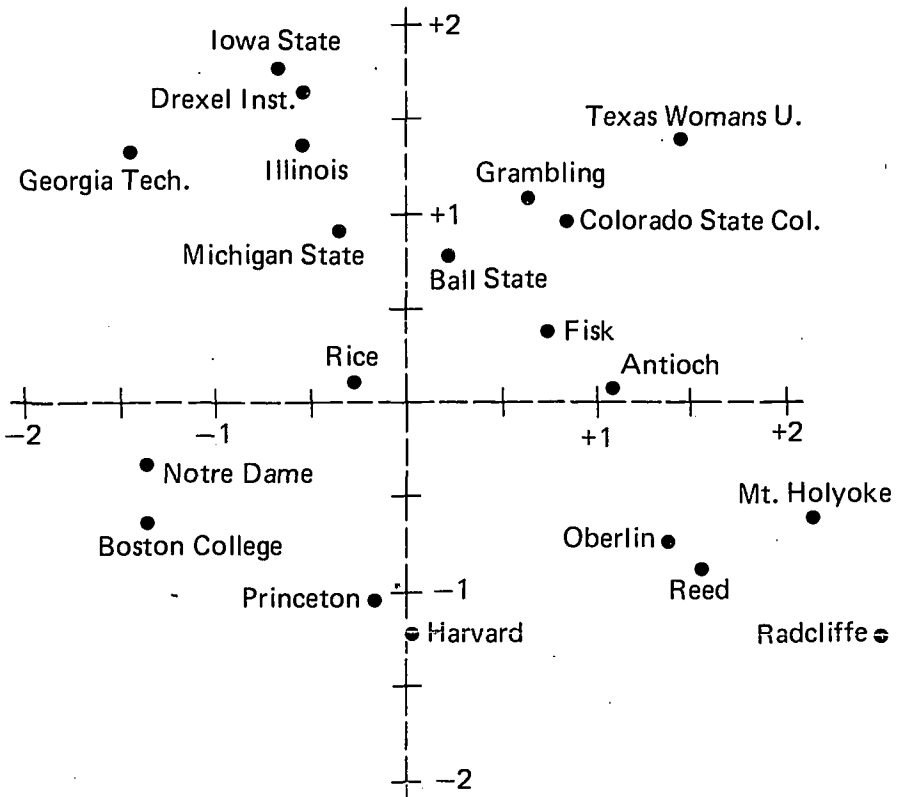 +2
Iowa State
Drexel Inst.
Texas Womans U.
Illinois
Georgia Tech.
Grambling
+1
Colorado State Col.
Michigan State
Ball State
Fisk
Rice
Antioch
−2
−1
+1
+2
Notre Dame
Mt. Holyoke
Boston College
Oberlin
Reed
Princeton
−1
Harvard
Radcliffe
−2